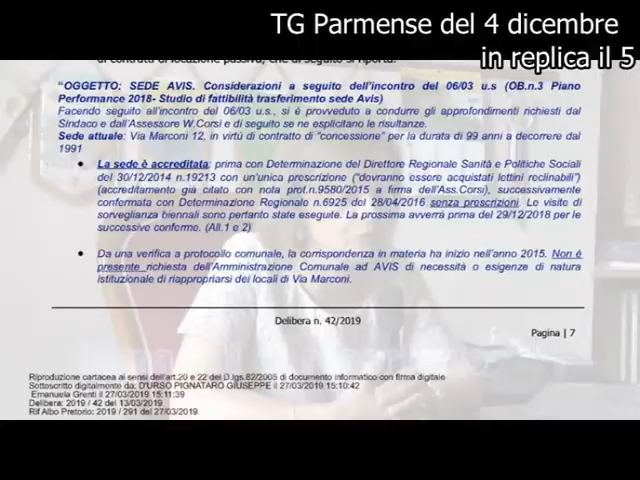 TG Parmense del 4 dicembre
in replica il 5
di contratti di locazione passiva, che di seguito si riporta:
"OGGETTO: SEDE AVIS. Considerazioni a seguito dell'incontro del 06/03 u.s (OB.n.3 Piano
Performance 2018- Studio di fattibilità trasferimento sede Avis)
Facendo seguito all'incontro del 06/03 u.s., si è provveduto a condurre gli approfondimenti richiesti dal
Sindaco e dall'Assessore W.Corsi e di seguito se ne esplicitano le risultanze.
Sede attuale: Via Marconi 12, in virtù di contratto di "concessione" per la durata di 99 anni a decorrere dal
1991
• La sede è accreditata: prima con Determinazione del Direttore Regionale Sanità e Politiche Sociali
del 30/12/2014 n.19213 con un'unica prescrizione ("dovranno essere acquistati lettini reclinabili")
(accreditamento già citato con nota prot.n.9580/2015 a firma dell'Ass.Corsi), successivamente
confermata con Determinazione Regionale n.6925 del 28/04/2016 senza prescrizioni. Le visite di
sorveglianza biennali sono pertanto state eseguite. La prossima avverrà prima del 29/12/2018 per le
successive conferme. (All.1 e 2)
• Da una verifica a protocollo comunale, la corrispondenza in materia ha inizio nell'anno 2015. Non è
presente richiesta dell'Amministrazione Comunale ad AVIS di necessità o esigenze di natura
istituzionale di riappropriarsi dei locali di Via Marconi.
Delibera n. 42/2019
Pagina | 7
Riproduzione cartacea ai sensi dell'art.20 e 22 del D.lgs.82/2005 di documento informatico con firma digitale
Sottoscritto digitalmente da: D'URSO PIGNATARO GIUSEPPE il 27/03/2019 15:10:42
Emanuela Grenti il 27/03/2019 15:11:39
Delibera: 2019 / 42 del 13/03/2019
Rif Albo Pretorio: 2019 / 291 del 27/03/2019